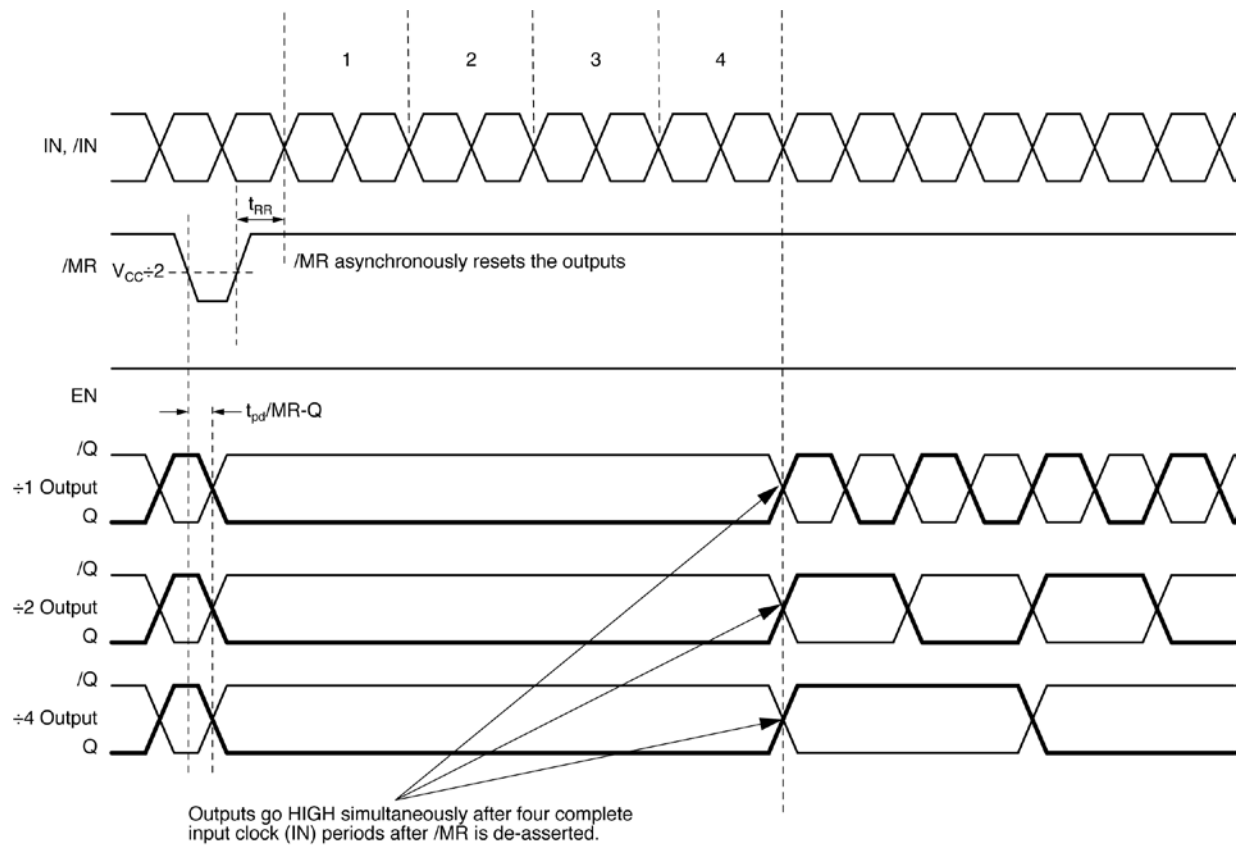 1 2 3 4
IN, /IN
tRR
/MR
VCC÷2
/MR asynchronously resets the outputs
EN
tpd/MR-Q
/Q
÷1 Output
Q
/Q
÷2 Output
Q
/Q
÷4 Output
Q
Outputs go HIGH simultaneously after four complete
input clock (IN) periods after /MR is de-asserted.